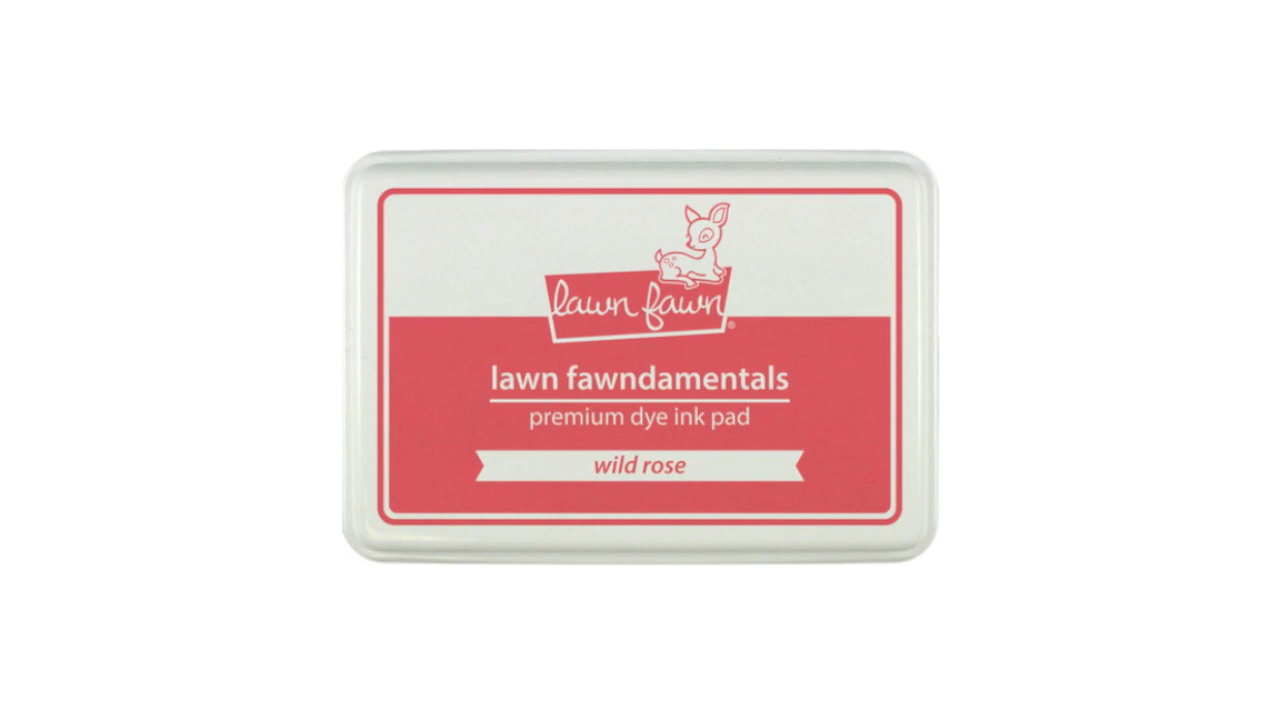 lawn fawn®
lawn fawndamentals
premium dye ink pad
wild rose